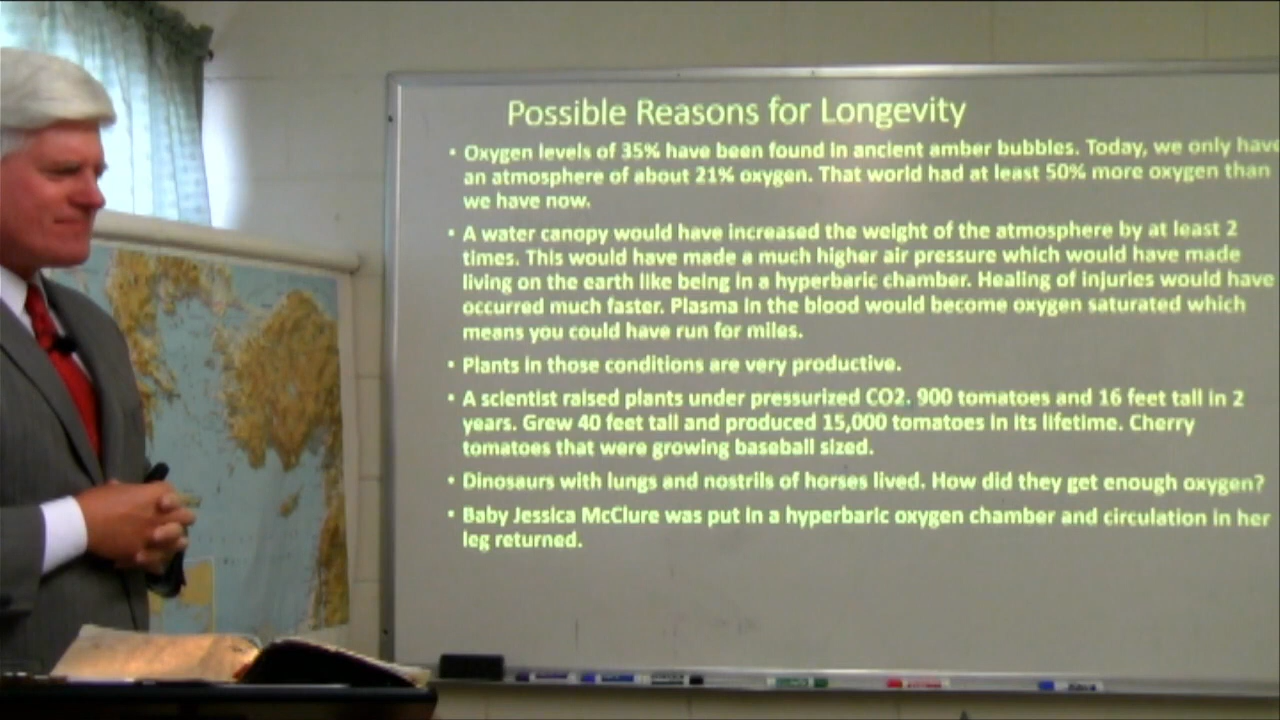 Possible Reasons for Longevity
• Oxygen levels of 35% have been found in ancient amber bubbles. Today, we only have
an atmosphere of about 21% oxygen. That world had at least 50% more oxygen than
we have now.
• A water canopy would have increased the weight of the atmosphere by at least 2
times. This would have made a much higher air pressure which would have made
living on the earth like being in a hyperbaric chamber. Healing of injuries would have
occurred much faster. Plasma in the blood would become oxygen saturated which
means you could have run for miles.
• Plants in those conditions are very productive.
• A scientist raised plants under pressurized CO2. 900 tomatoes and 16 feet tall in 2
years. Grew 40 feet tall and produced 15,000 tomatoes in its lifetime. Cherry
tomatoes that were growing baseball sized.
• Dinosaurs with lungs and nostrils of horses lived. How did they get enough oxygen?
• Baby Jessica McClure was put in a hyperbaric oxygen chamber and circulation in her
leg returned.